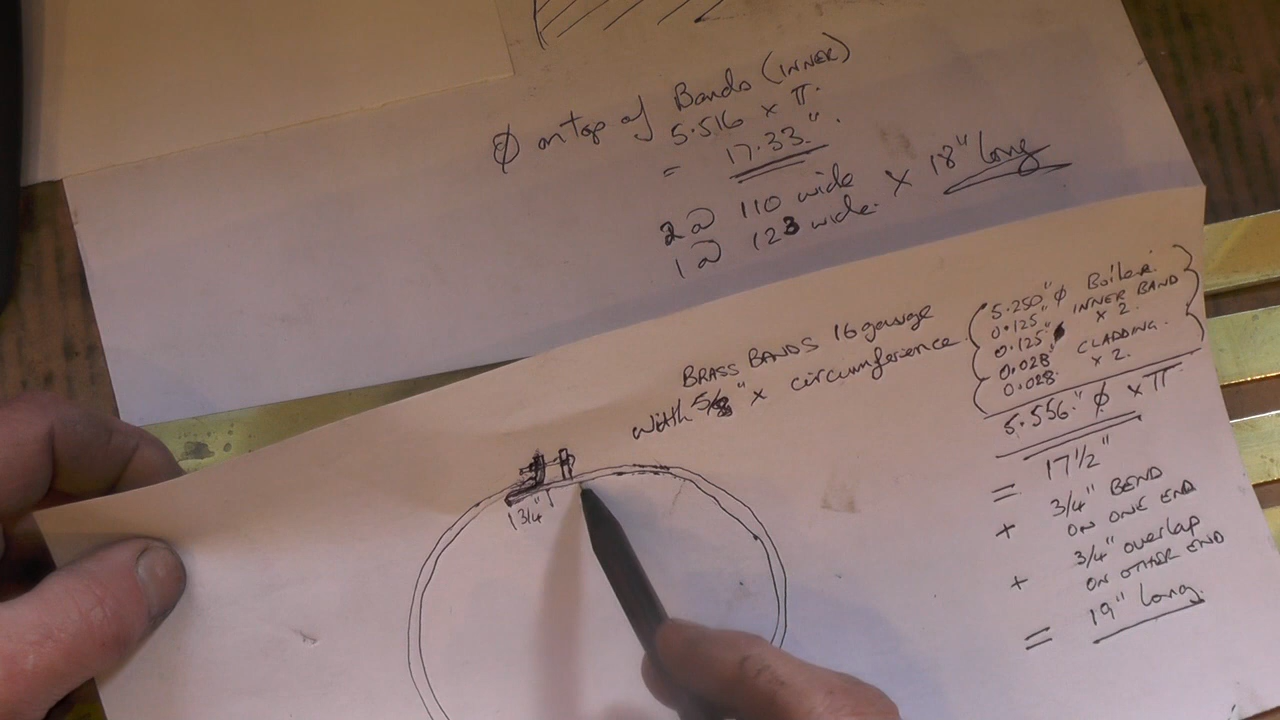 Ø on top of Bands (INNER)
5.516 x π.
= 17.33".
2 @ 110 wide
1 @ 123 wide. x 18" long
BRASS BANDS 16 gauge
width 5/8" x circumference.
5.250" Ø Boiler.
0.125" INNER BAND
0.125" x 2.
0.028" CLADDING.
0.028. x 2.
5.556." Ø x π
= 17 1/2"
+ 3/4" BEND
ON ONE END
+ 3/4" overlap
ON OTHER END
= 19" long.
3/4"